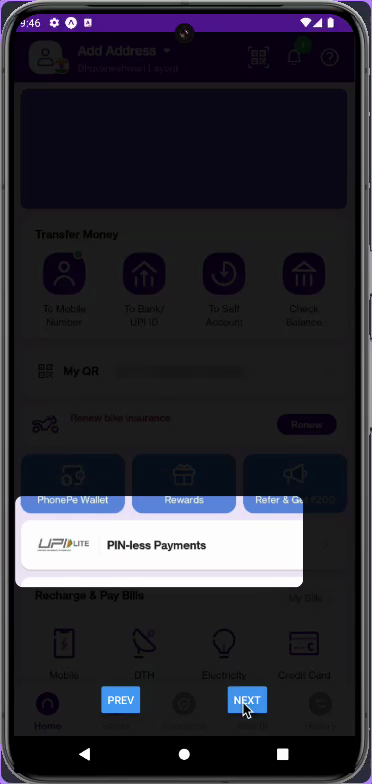 9:46
Add Address
Bhuvaneshwari Layout
Transfer Money
To Mobile Number
To Bank/ UPI ID
To Self Account
Check Balance
My QR
Renew bike insurance
Renew
PhonePe Wallet
Rewards
Refer & Get ₹200
UPI LITE
PIN-less Payments
Recharge & Pay Bills
My Bills
Mobile
DTH
Electricity
Credit Card
PREV
NEXT
Home